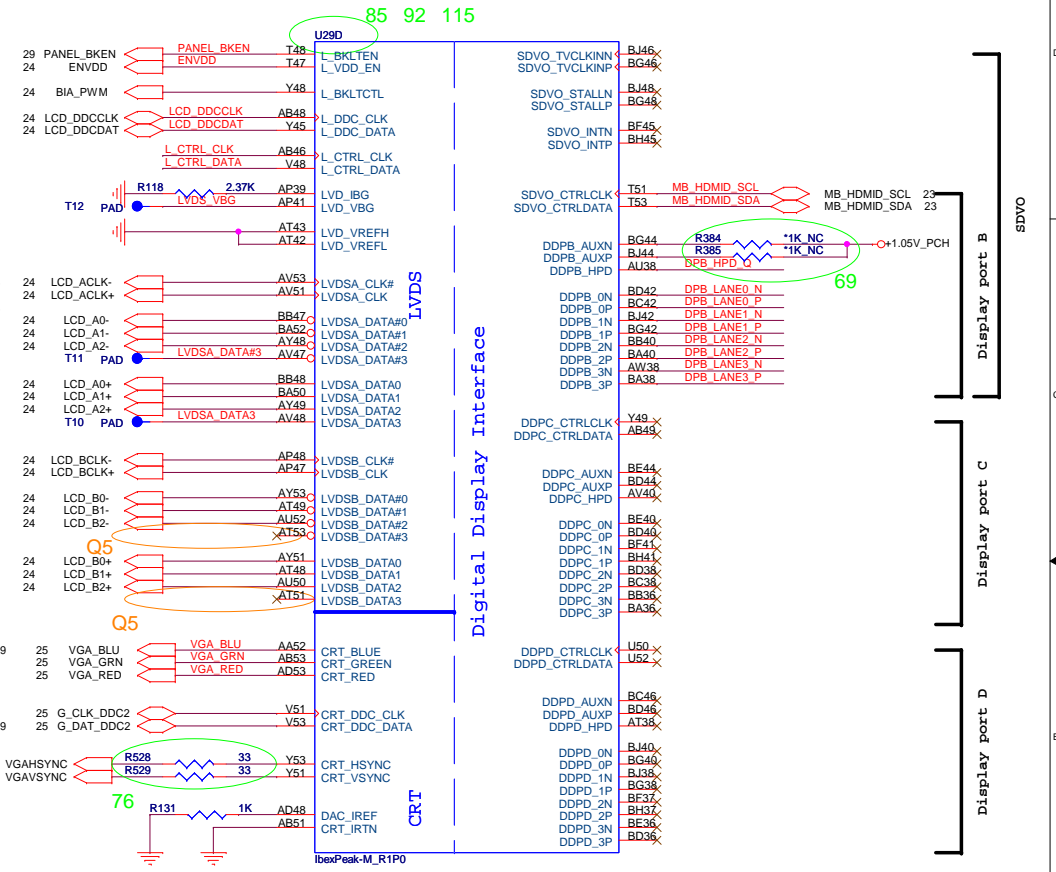 85 92 115
U29D
29 PANEL_BKEN PANEL_BKEN T48 L_BKLTEN
24 ENVDD ENVDD T47 L_VDD_EN
24 BIA_PWM Y48 L_BKLTCTL
24 LCD_DDCCLK LCD_DDCCLK AB48 L_DDC_CLK
24 LCD_DDCDAT LCD_DDCDAT Y45 L_DDC_DATA
L_CTRL_CLK AB46 L_CTRL_CLK
L_CTRL_DATA V48 L_CTRL_DATA
R118 2.37K AP39 LVD_IBG
T12 PAD LVDS_VBG AP41 LVD_VBG
AT43 LVD_VREFH
AT42 LVD_VREFL
24 LCD_ACLK- AV53 LVDSA_CLK#
24 LCD_ACLK+ AV51 LVDSA_CLK
24 LCD_A0- BB47 LVDSA_DATA#0
24 LCD_A1- BA52 LVDSA_DATA#1
24 LCD_A2- AY48 LVDSA_DATA#2
T11 PAD LVDSA_DATA#3 AV47 LVDSA_DATA#3
24 LCD_A0+ BB48 LVDSA_DATA0
24 LCD_A1+ BA50 LVDSA_DATA1
24 LCD_A2+ AY49 LVDSA_DATA2
T10 PAD LVDSA_DATA3 AV48 LVDSA_DATA3
24 LCD_BCLK- AP48 LVDSB_CLK#
24 LCD_BCLK+ AP47 LVDSB_CLK
24 LCD_B0- AY53 LVDSB_DATA#0
24 LCD_B1- AT49 LVDSB_DATA#1
24 LCD_B2- AU52 LVDSB_DATA#2
AT53 LVDSB_DATA#3
Q5
24 LCD_B0+ AY51 LVDSB_DATA0
24 LCD_B1+ AT48 LVDSB_DATA1
24 LCD_B2+ AU50 LVDSB_DATA2
AT51 LVDSB_DATA3
Q5
9 25 VGA_BLU VGA_BLU AA52 CRT_BLUE
25 VGA_GRN VGA_GRN AB53 CRT_GREEN
25 VGA_RED VGA_RED AD53 CRT_RED
25 G_CLK_DDC2 V51 CRT_DDC_CLK
9 25 G_DAT_DDC2 V53 CRT_DDC_DATA
VGAHSYNC R528 33 Y53 CRT_HSYNC
VGAVSYNC R529 33 Y51 CRT_VSYNC
76
R131 1K AD48 DAC_IREF
AB51 CRT_IRTN
IbexPeak-M_R1P0
LVDS
CRT
Digital Display Interface
SDVO_TVCLKINN BJ46
SDVO_TVCLKINP BG46
SDVO_STALLN BJ48
SDVO_STALLP BG48
SDVO_INTN BF45
SDVO_INTP BH45
SDVO_CTRLCLK T51 MB_HDMID_SCL MB_HDMID_SCL 23
SDVO_CTRLDATA T53 MB_HDMID_SDA MB_HDMID_SDA 23
DDPB_AUXN BG44 R384 *1K_NC +1.05V_PCH
DDPB_AUXP BJ44 R385 *1K_NC
DDPB_HPD AU38 DPB_HPD_Q
69
DDPB_0N BD42 DPB_LANE0_N
DDPB_0P BC42 DPB_LANE0_P
DDPB_1N BJ42 DPB_LANE1_N
DDPB_1P BG42 DPB_LANE1_P
DDPB_2N BB40 DPB_LANE2_N
DDPB_2P BA40 DPB_LANE2_P
DDPB_3N AW38 DPB_LANE3_N
DDPB_3P BA38 DPB_LANE3_P
DDPC_CTRLCLK Y49
DDPC_CTRLDATA AB49
DDPC_AUXN BE44
DDPC_AUXP BD44
DDPC_HPD AV40
DDPC_0N BE40
DDPC_0P BD40
DDPC_1N BF41
DDPC_1P BH41
DDPC_2N BD38
DDPC_2P BC38
DDPC_3N BB36
DDPC_3P BA36
DDPD_CTRLCLK U50
DDPD_CTRLDATA U52
DDPD_AUXN BC46
DDPD_AUXP BD46
DDPD_HPD AT38
DDPD_0N BJ40
DDPD_0P BG40
DDPD_1N BJ38
DDPD_1P BG38
DDPD_2N BF37
DDPD_2P BH37
DDPD_3N BE36
DDPD_3P BD36
Display port B
SDVO
Display port C
Display port D